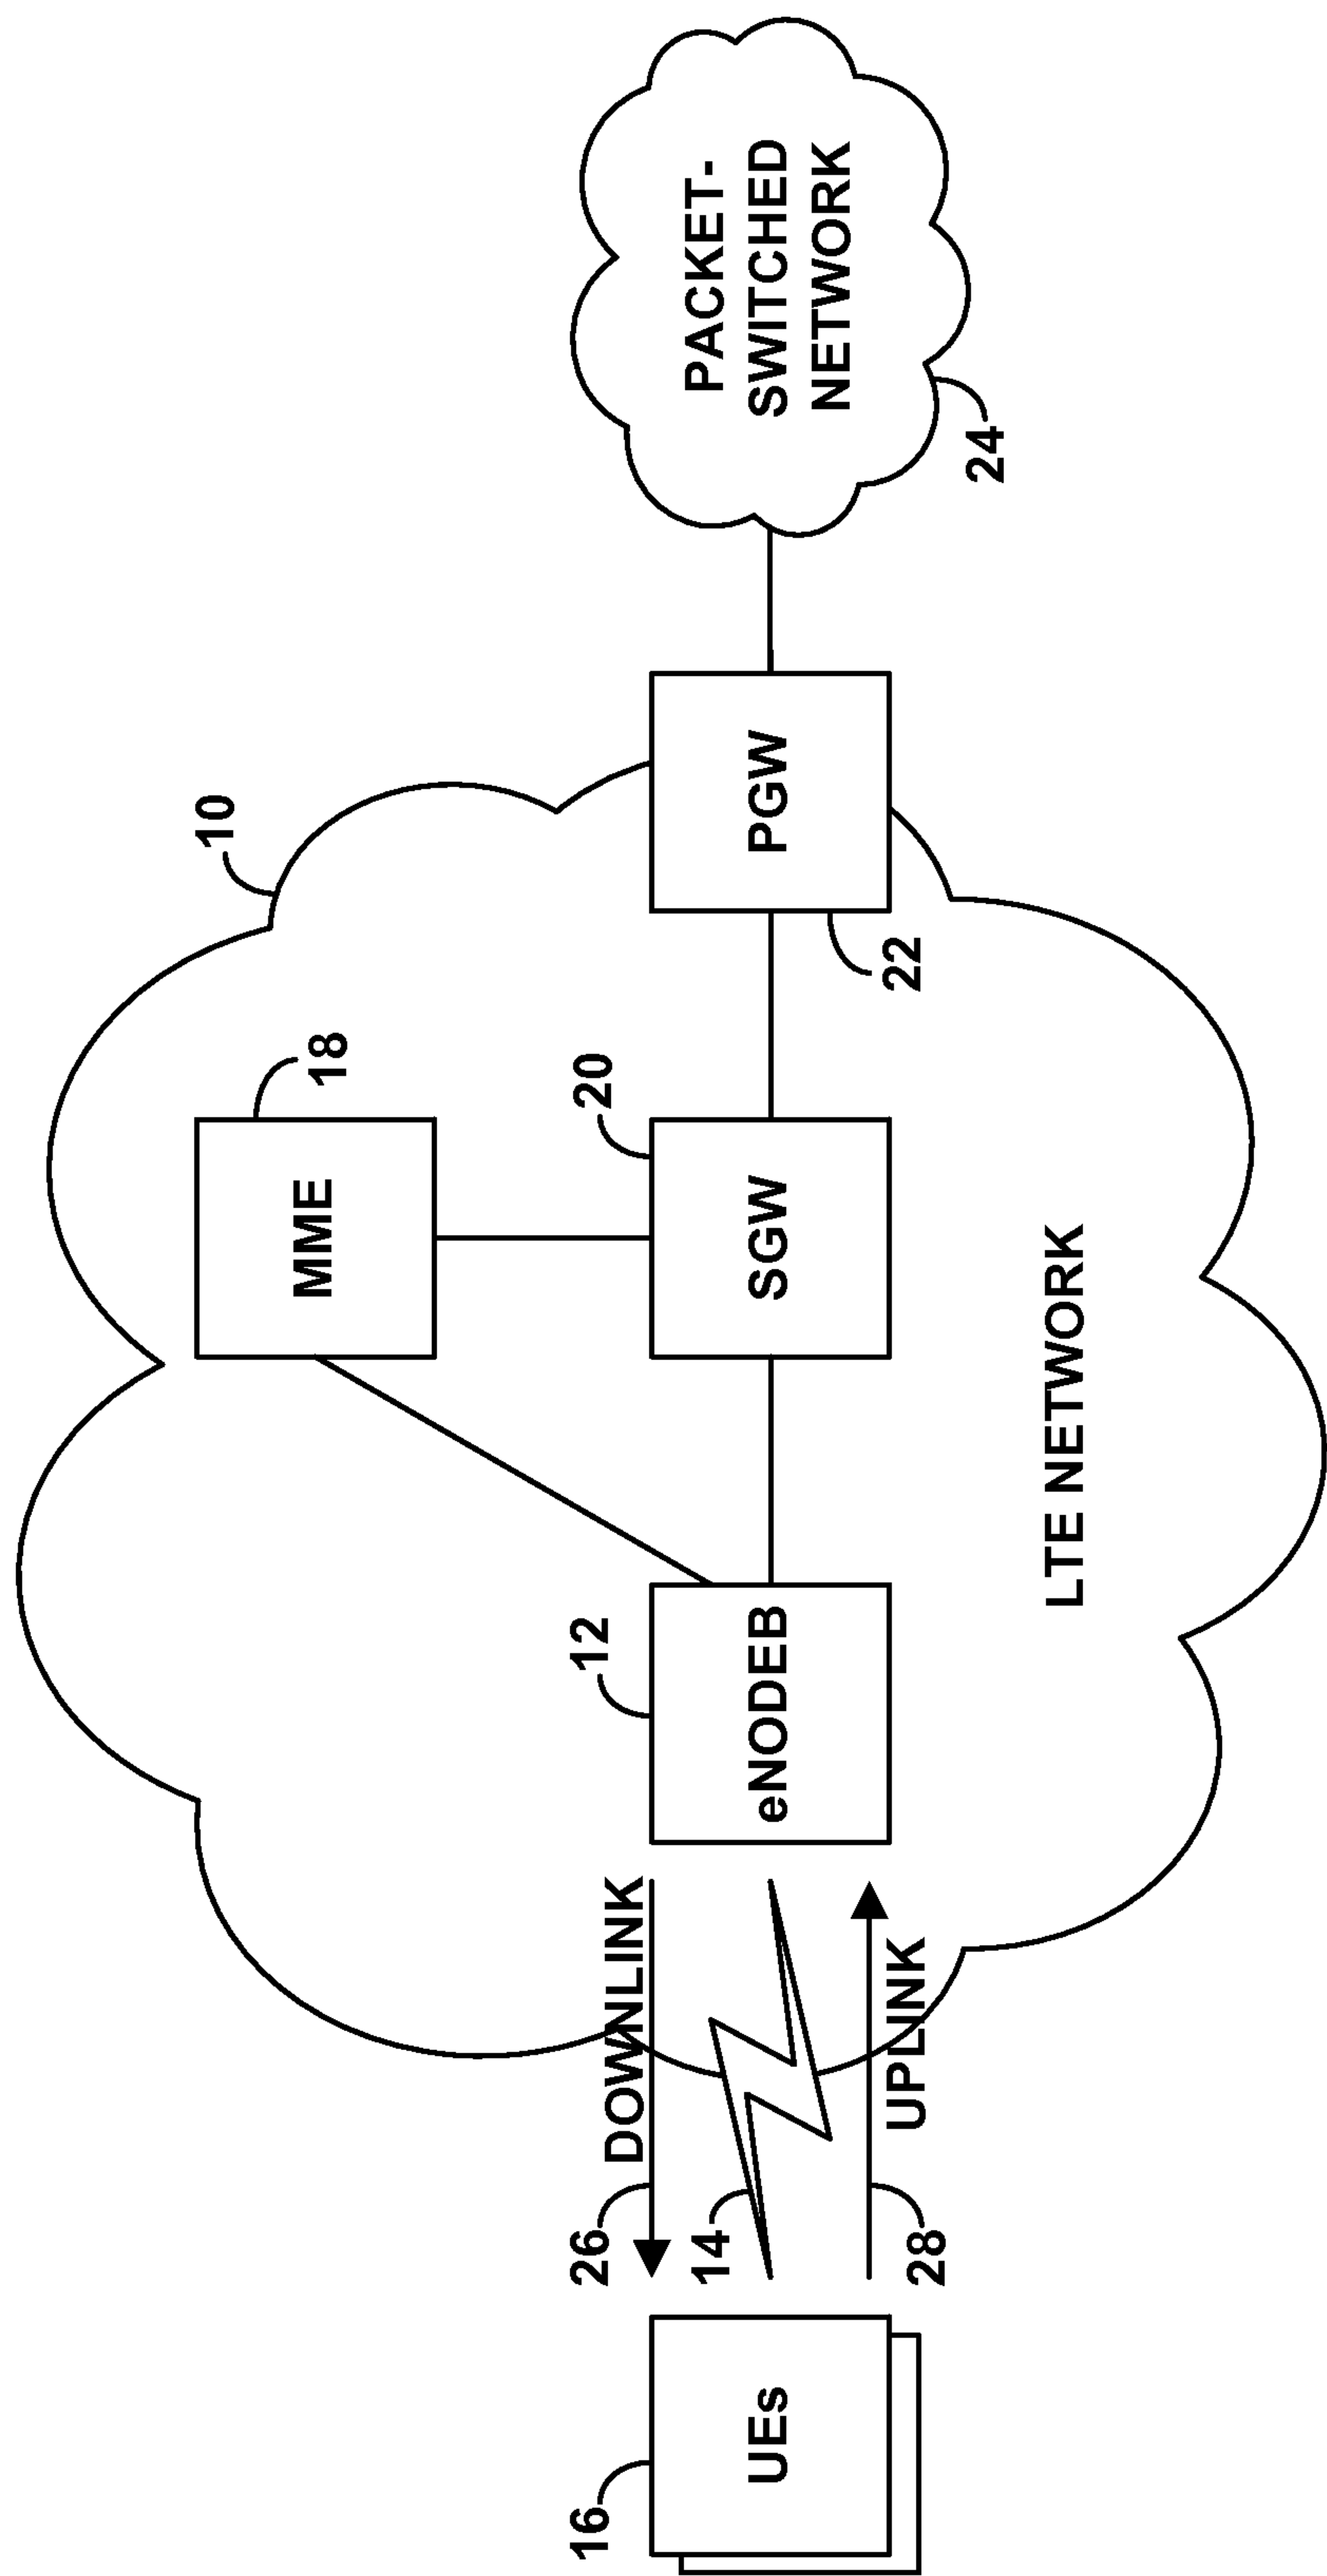 10
MME
18
DOWNLINK
26
12
20
14
16
UEs
eNODEB
SGW
PGW
PACKET-
SWITCHED
NETWORK
UPLINK
28
22
24
LTE NETWORK